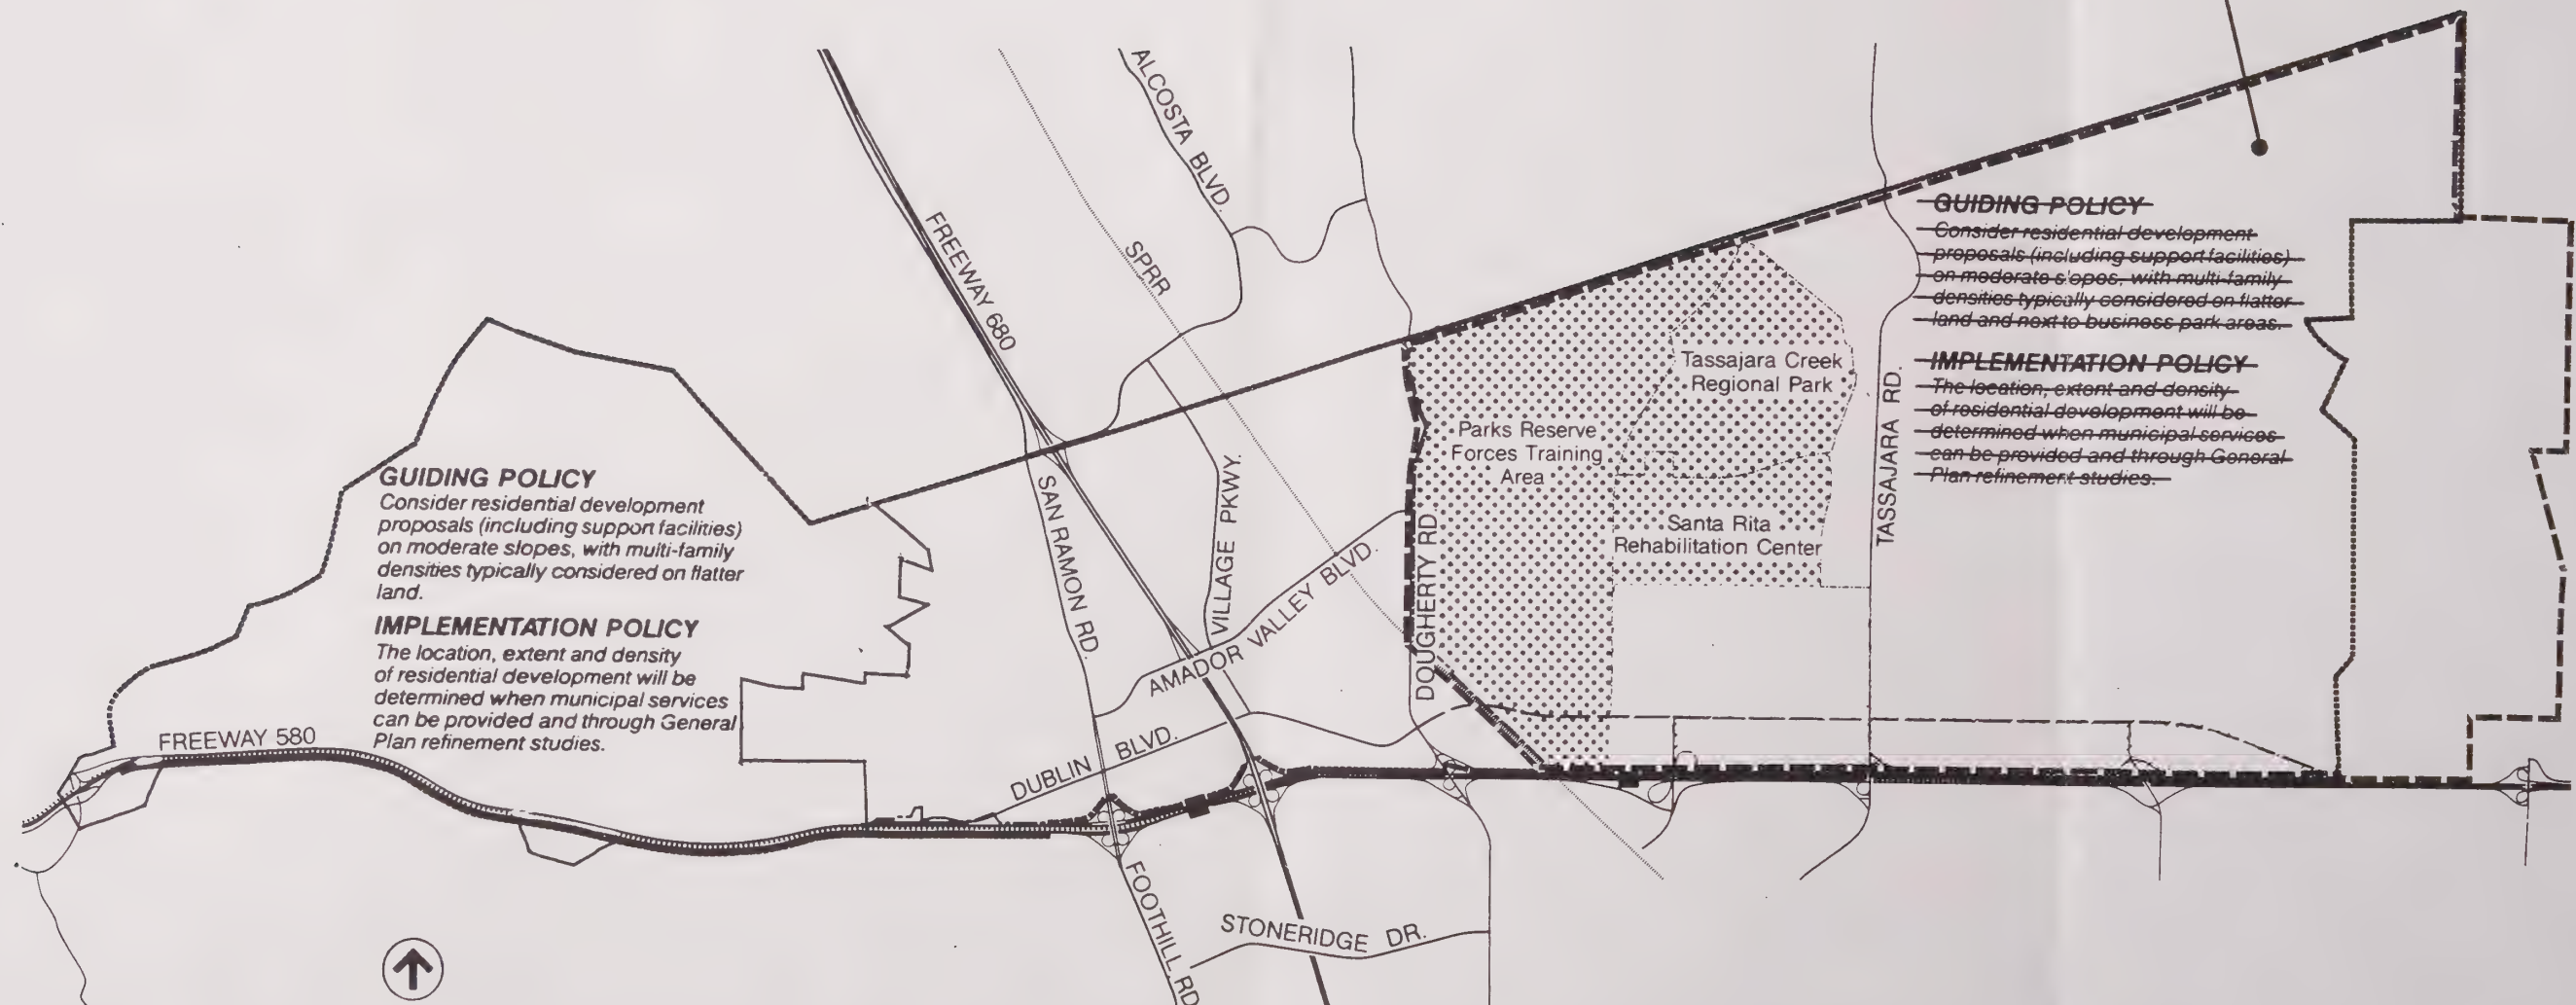 ALCOSTA BLVD.
FREEWAY 680
SPRR
GUIDING POLICY
Consider residential development
proposals (including support facilities)
on moderate slopes, with multi-family
densities typically considered on flatter
land and next to business park areas.
IMPLEMENTATION POLICY
The location, extent and density
of residential development will be
determined when municipal services
can be provided and through General
Plan refinement studies.
Tassajara Creek
Regional Park
TASSAJARA RD.
Parks Reserve
Forces Training
Area
Santa Rita
Rehabilitation Center
GUIDING POLICY
Consider residential development
proposals (including support facilities)
on moderate slopes, with multi-family
densities typically considered on flatter
land.
IMPLEMENTATION POLICY
The location, extent and density
of residential development will be
determined when municipal services
can be provided and through General
Plan refinement studies.
SAN RAMON RD.
VILLAGE PKWY.
DOUGHERTY RD.
AMADOR VALLEY BLVD.
FREEWAY 580
DUBLIN BLVD.
FOOTHILL RD
STONERIDGE DR.